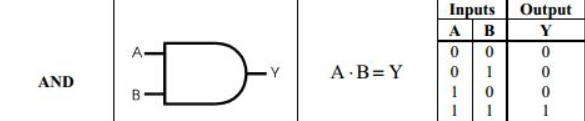 AND
A
B
Y
A · B = Y
Inputs Output
A B Y
0 0 0
0 1 0
1 0 0
1 1 1